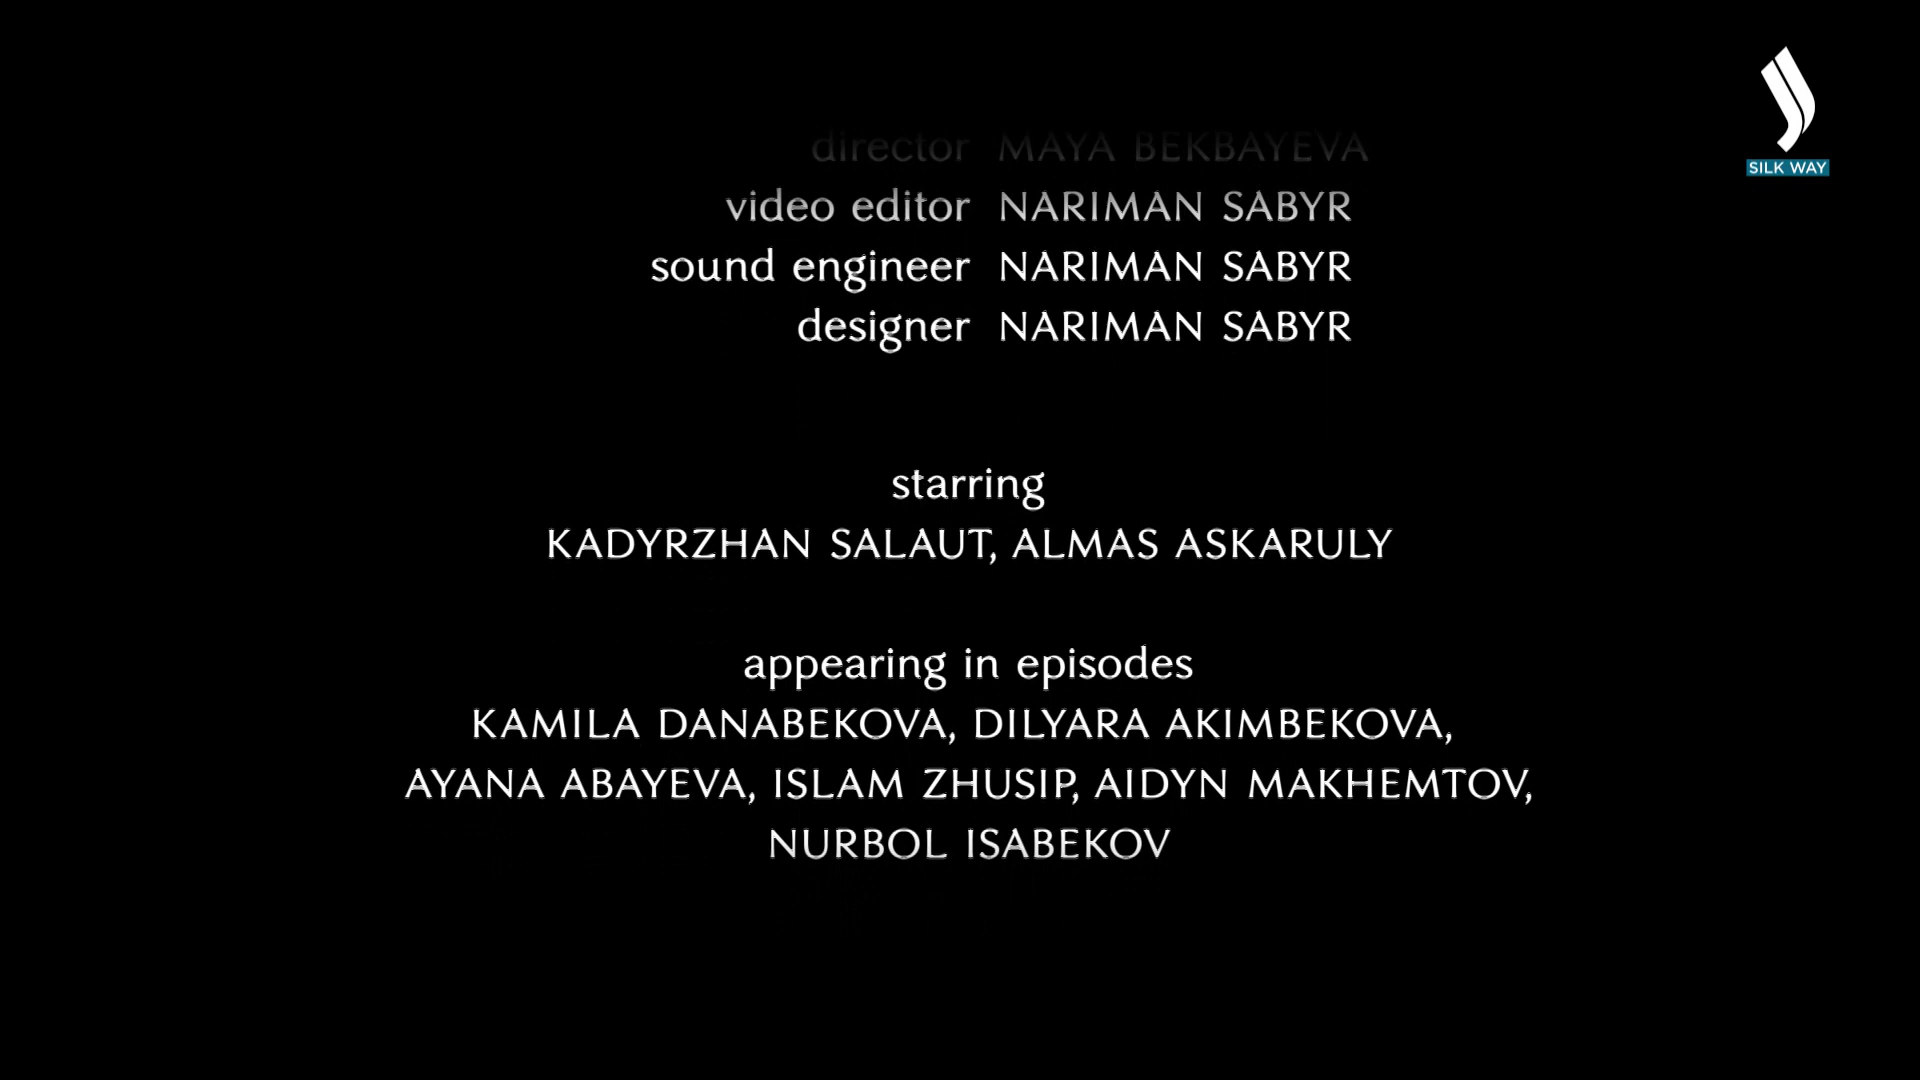 SILK WAY
director MAYA BEKBAYEVA
video editor NARIMAN SABYR
sound engineer NARIMAN SABYR
designer NARIMAN SABYR
starring
KADYRZHAN SALAUT, ALMAS ASKARULY
appearing in episodes
KAMILA DANABEKOVA, DILYARA AKIMBEKOVA,
AYANA ABAYEVA, ISLAM ZHUSIP, AIDYN MAKHEMTOV,
NURBOL ISABEKOV